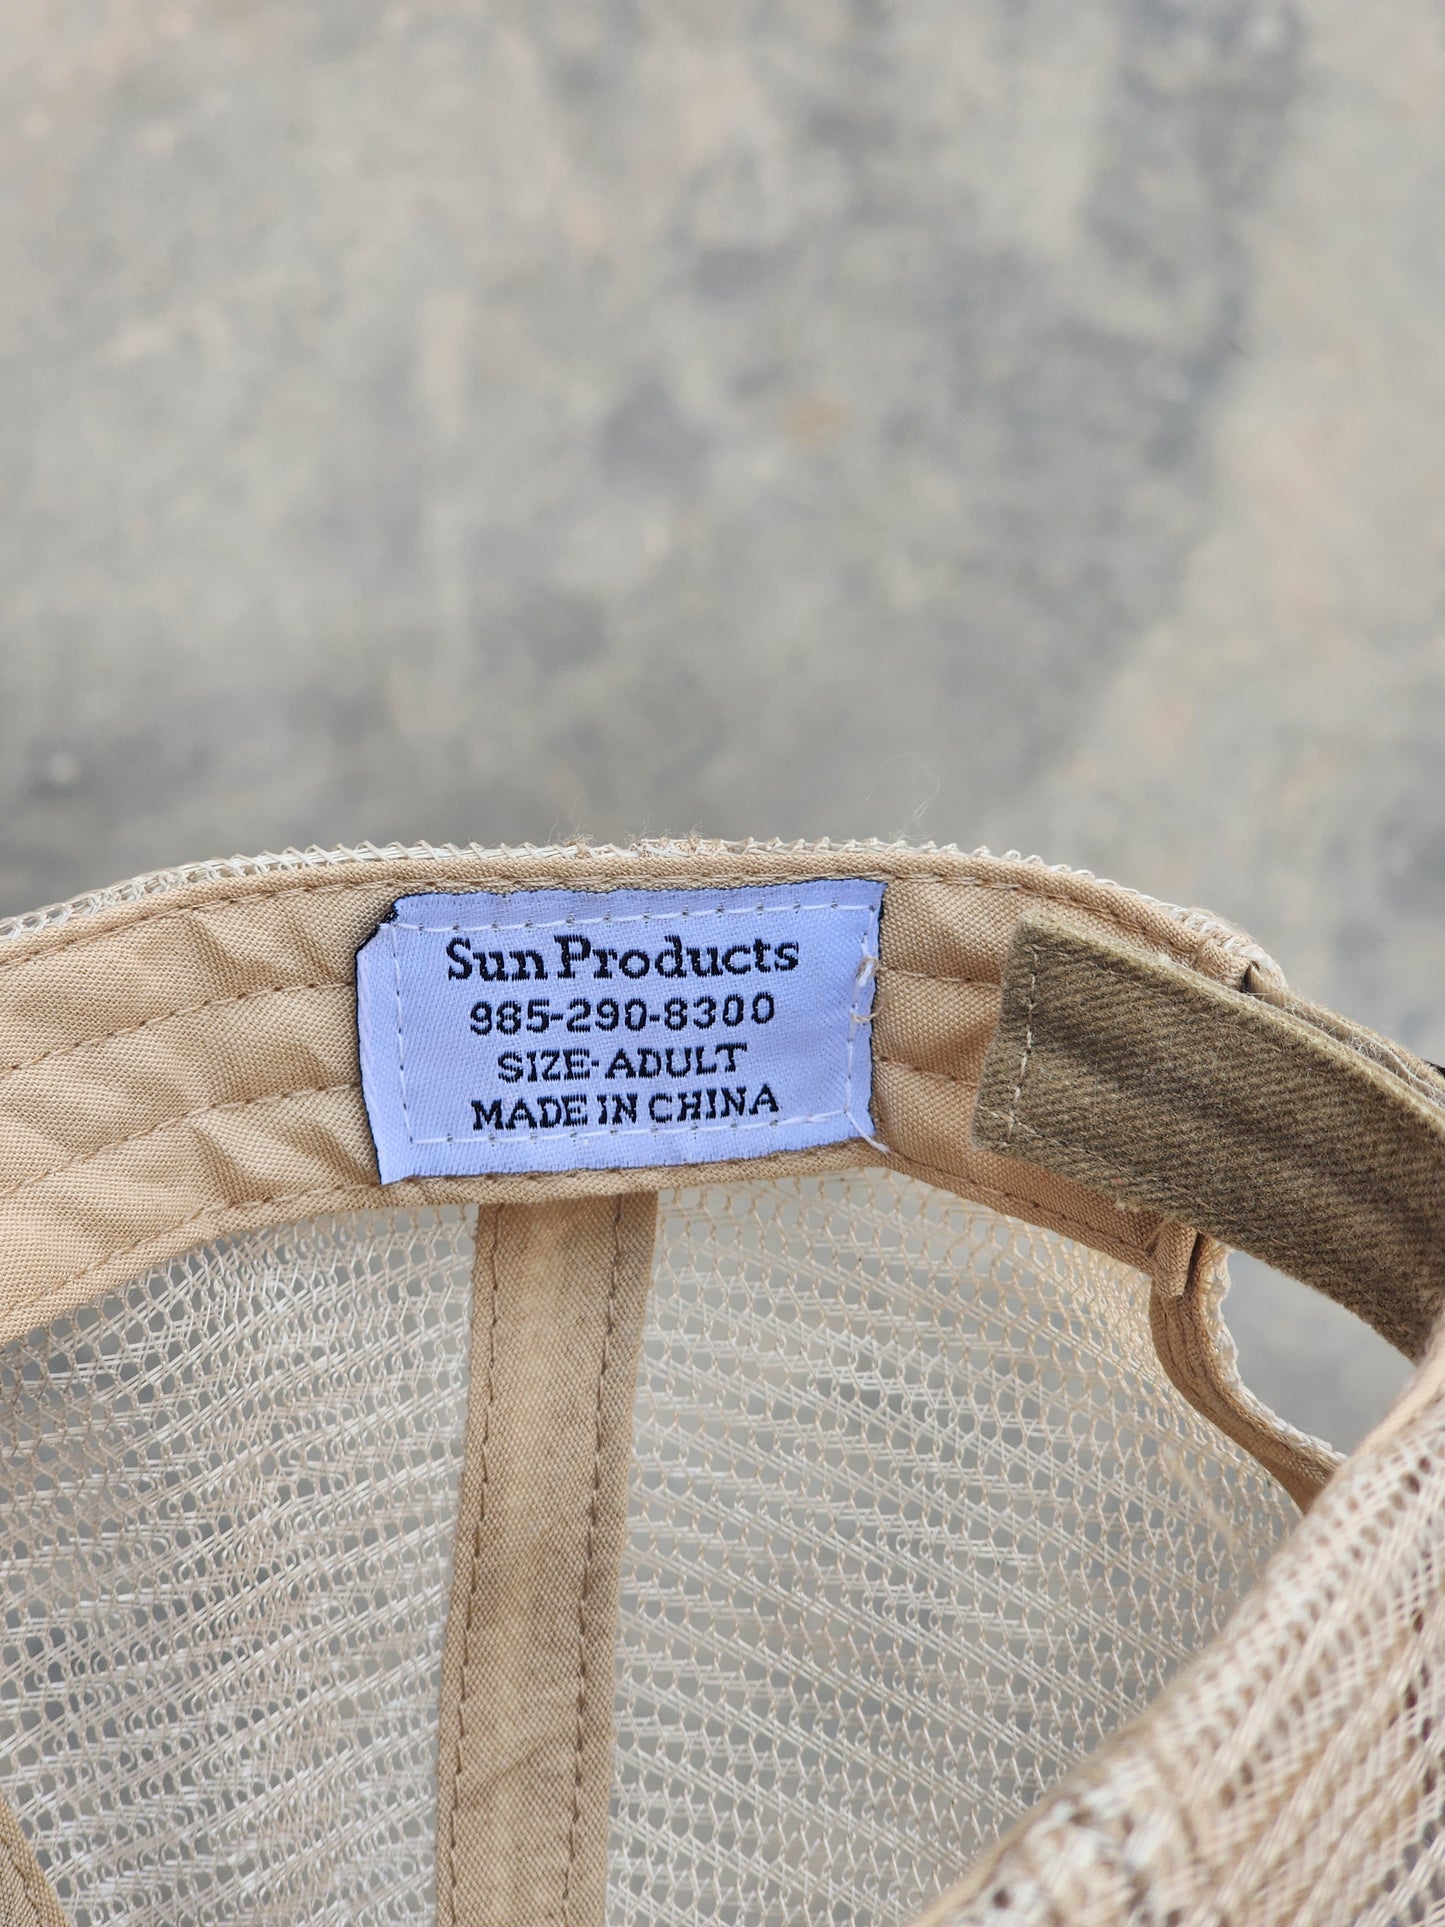 Sun Products
985-290-8300
SIZE-ADULT
MADE IN CHINA